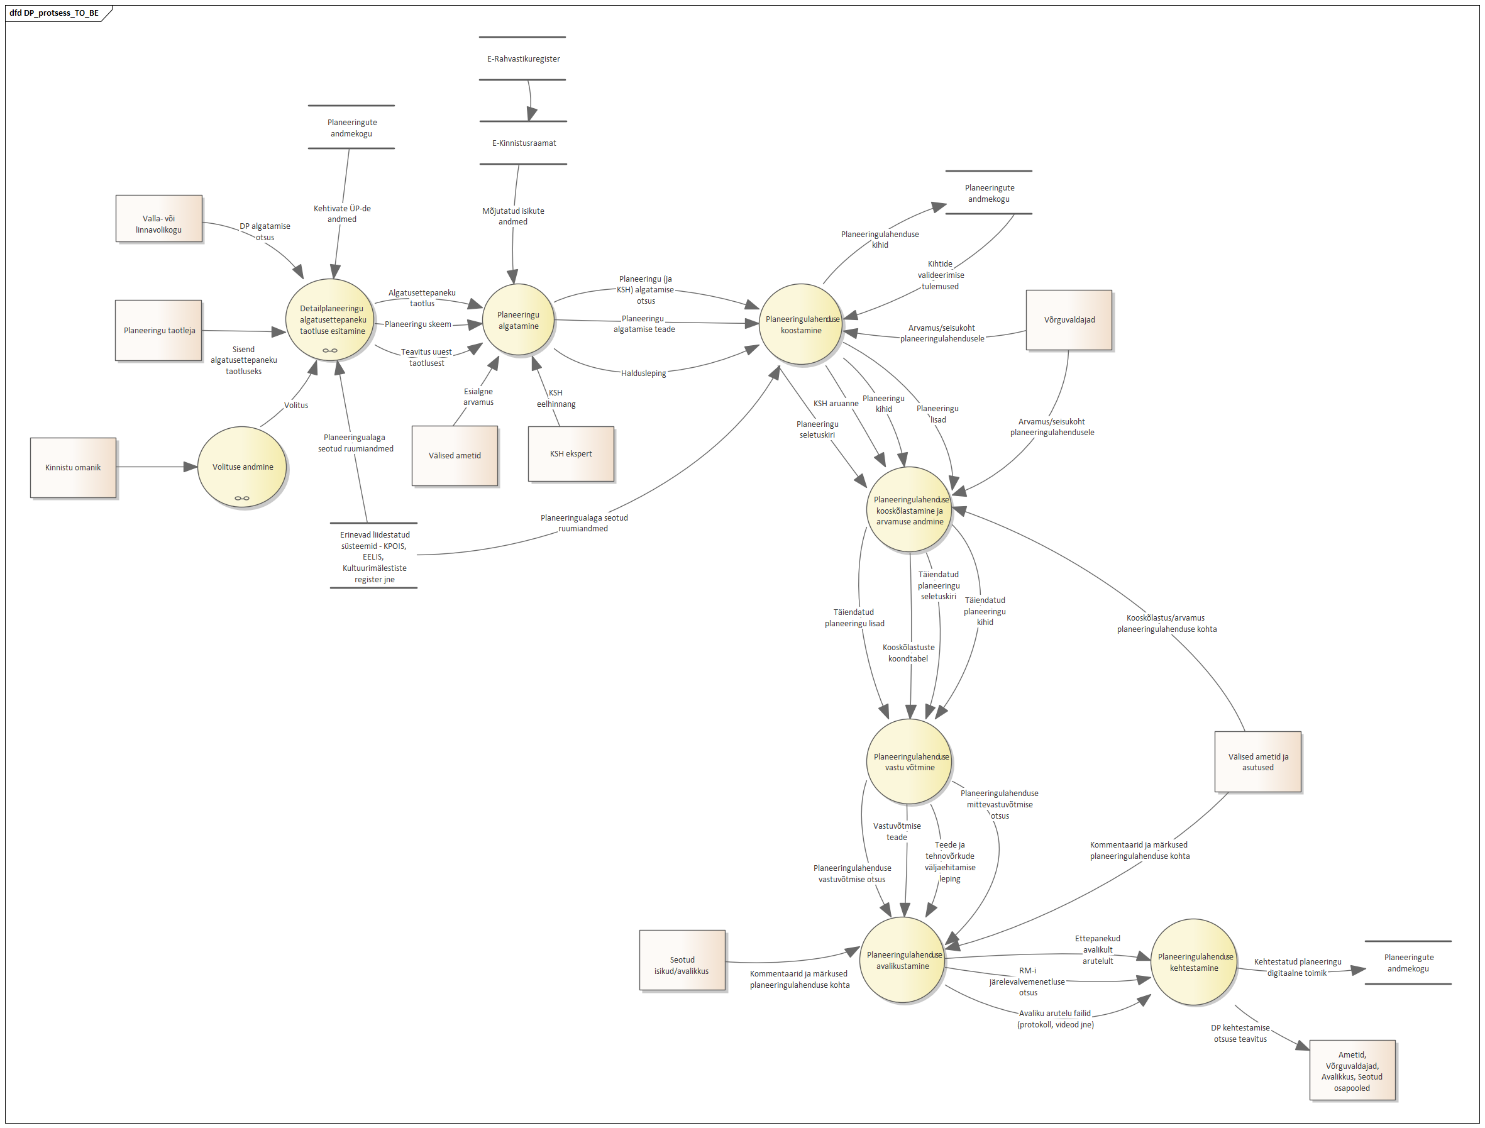 dfd DP_protsess_TO_BE
E-Rahvastikuregister
Planeeringute
andmekogu
E-Kinnistusraamat
Planeeringute
andmekogu
Valla- või
linnavolikogu
DP algatamise
otsus
Kehtivate ÜP-de
andmed
Mõjutatud isikute
andmed
Planeeringulahenduse
kihid
Kihtide
valideerimise
tulemused
Planeeringu taotleja
Sisend
algatusettepaneku
taotluseks
Detailplaneeringu
algatusettepaneku
taotluse esitamine
Algatusettepaneku
taotlus
Planeeringu skeem
Teavitus uuest
taotlusest
Planeeringu
algatamine
Planeeringu (ja
KSH) algatamise
otsus
Planeeringu
algatamise teade
Haldusleping
Planeeringulahenduse
koostamine
Arvamus/seisukoht
planeeringulahendusele
Võrguvaldajad
Volitus
Esialgne
arvamus
KSH
eelhinnang
KSH aruanne
Planeeringu
kihid
Planeeringu
lisad
Planeeringu
seletuskiri
Arvamus/seisukoht
planeeringulahendusele
Kinnistu omanik
Volituse andmine
Planeeringualaga
seotud ruumiandmed
Välised ametid
KSH ekspert
Planeeringualaga seotud
ruumiandmed
Erinevad liidestatud
süsteemid - KPOIS,
EELIS,
Kultuurimälestiste
register jne
Planeeringulahenduse
kooskõlastamine ja
arvamuse andmine
Täiendatud
planeeringu lisad
Kooskõlastuste
koondtabel
Täiendatud
planeeringu
seletuskiri
Täiendatud
planeeringu
kihid
Kooskõlastus/arvamus
planeeringulahenduse kohta
Planeeringulahenduse
vastu võtmine
Välised ametid ja
asutused
Planeeringulahenduse
vastuvõtmise otsus
Vastuvõtmise
teade
Teede ja
tehnovõrkude
väljaehitamise
leping
Planeeringulahenduse
mittevastuvõtmise
otsus
Kommentaarid ja märkused
planeeringulahenduse kohta
Seotud
isikud/avalikkus
Kommentaarid ja märkused
planeeringulahenduse kohta
Planeeringulahenduse
avalikustamine
Ettepanekud
avalikult
arutelult
RM-i
järelevalvemenetluse
otsus
Avaliku arutelu failid
(protokoll, videod jne)
Planeeringulahenduse
kehtestamine
Kehtestatud planeeringu
digitaalne toimik
Planeeringute
andmekogu
DP kehtestamise
otsuse teavitus
Ametid,
Võrguvaldajad,
Avalikkus, Seotud
osapooled